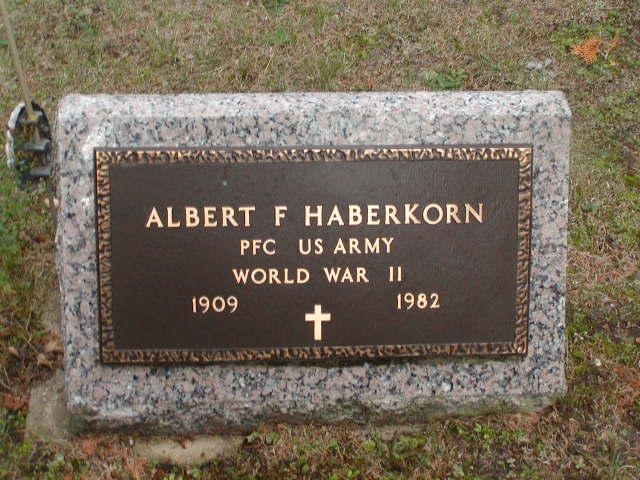 ALBERT F HABERKORN
PFC US ARMY
WORLD WAR II
1909 1982